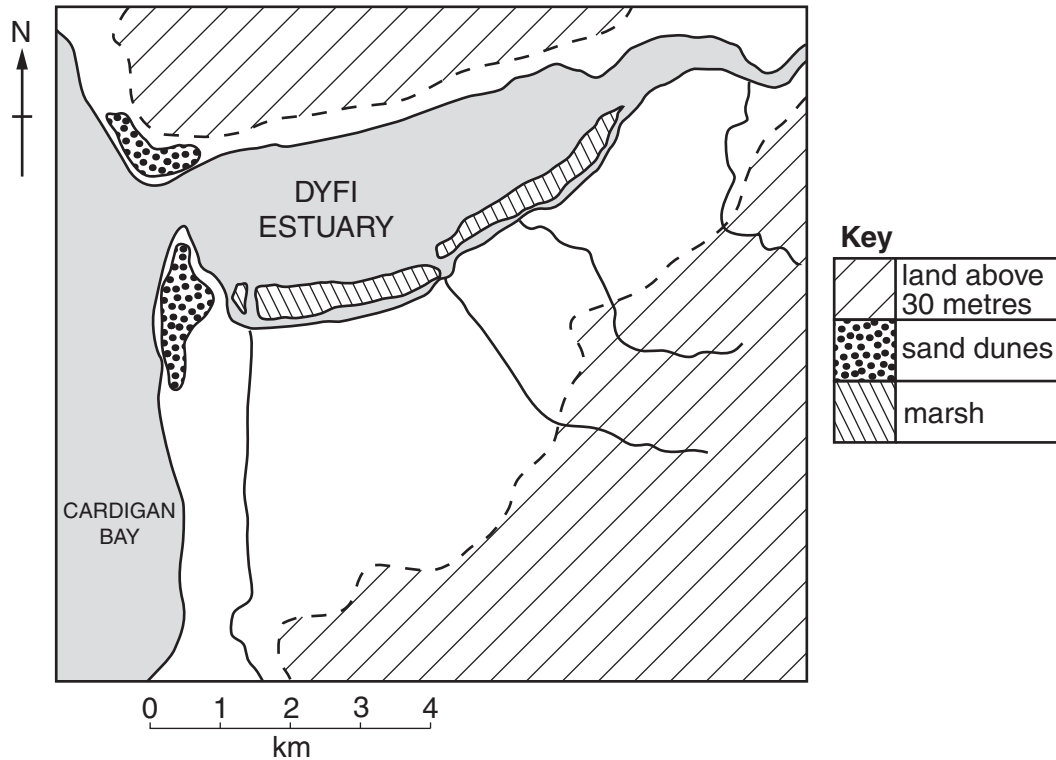 N
DYFI
ESTUARY
CARDIGAN
BAY
Key
land above
30 metres
sand dunes
marsh
0 1 2 3 4
km